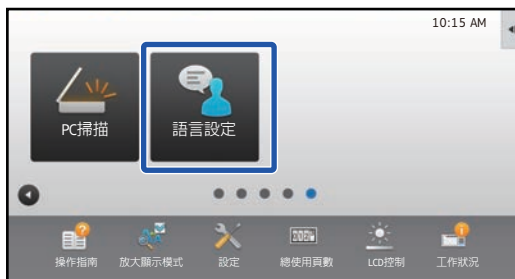 10:15 AM
PC掃描
語言設定
操作指南
放大顯示模式
設定
總使用頁數
LCD控制
工作狀況